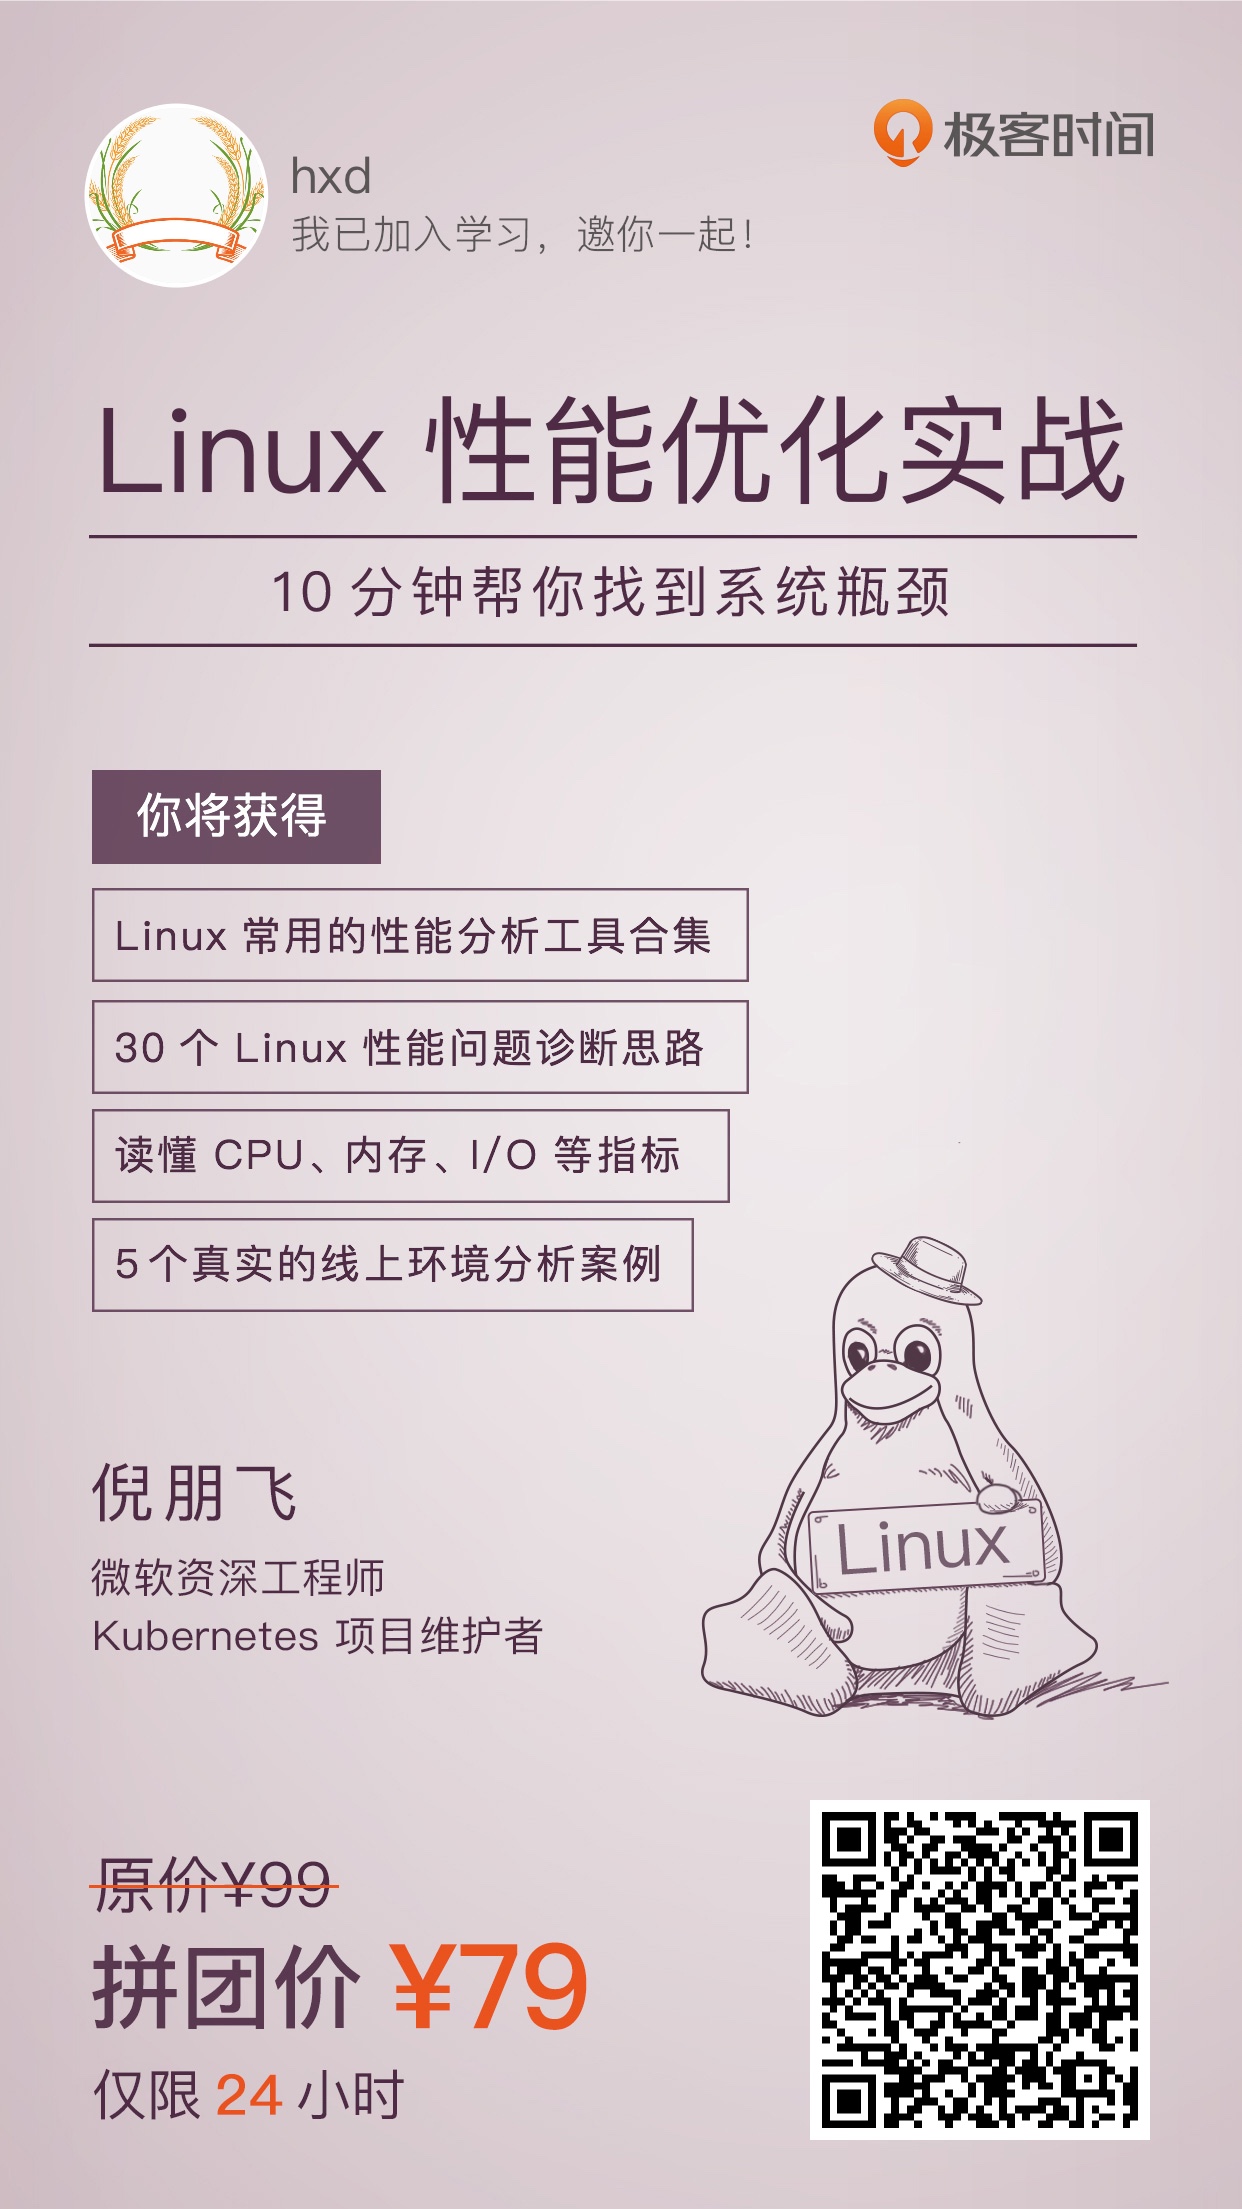 极客时间
hxd
我已加入学习，邀你一起！
Linux 性能优化实战
10 分钟帮你找到系统瓶颈
你将获得
Linux 常用的性能分析工具合集
30 个 Linux 性能问题诊断思路
读懂 CPU、内存、I/O 等指标
5 个真实的线上环境分析案例
倪朋飞
微软资深工程师
Kubernetes 项目维护者
Linux
原价¥99
拼团价 ¥79
仅限 24 小时